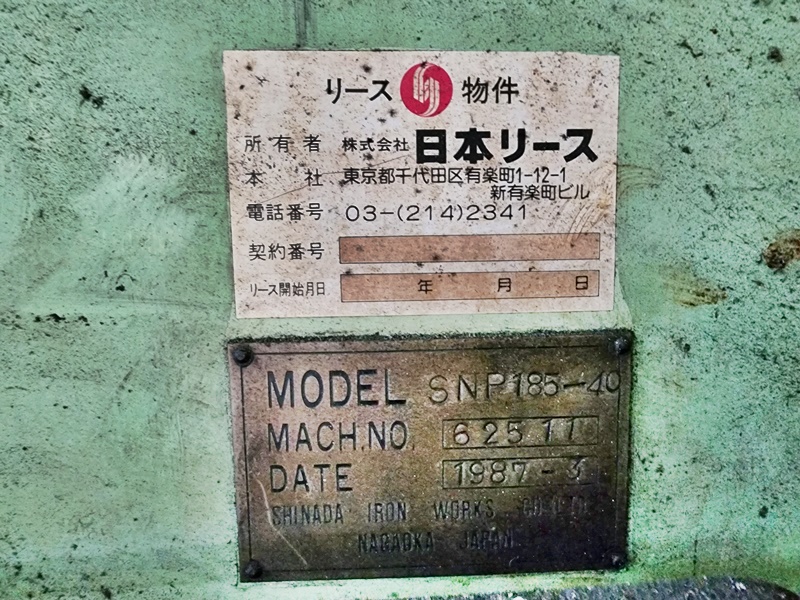 リース 物件
所有者 株式会社 日本リース
本社 東京都千代田区有楽町1-12-1
新有楽町ビル
電話番号 03-(214)2341
契約番号
リース開始月日 年 月 日
MODEL SNP185-40
MACH.NO. 62511
DATE 1987-3
SHINADA IRON WORKS CO.LTD.
NAGAOKA JAPAN